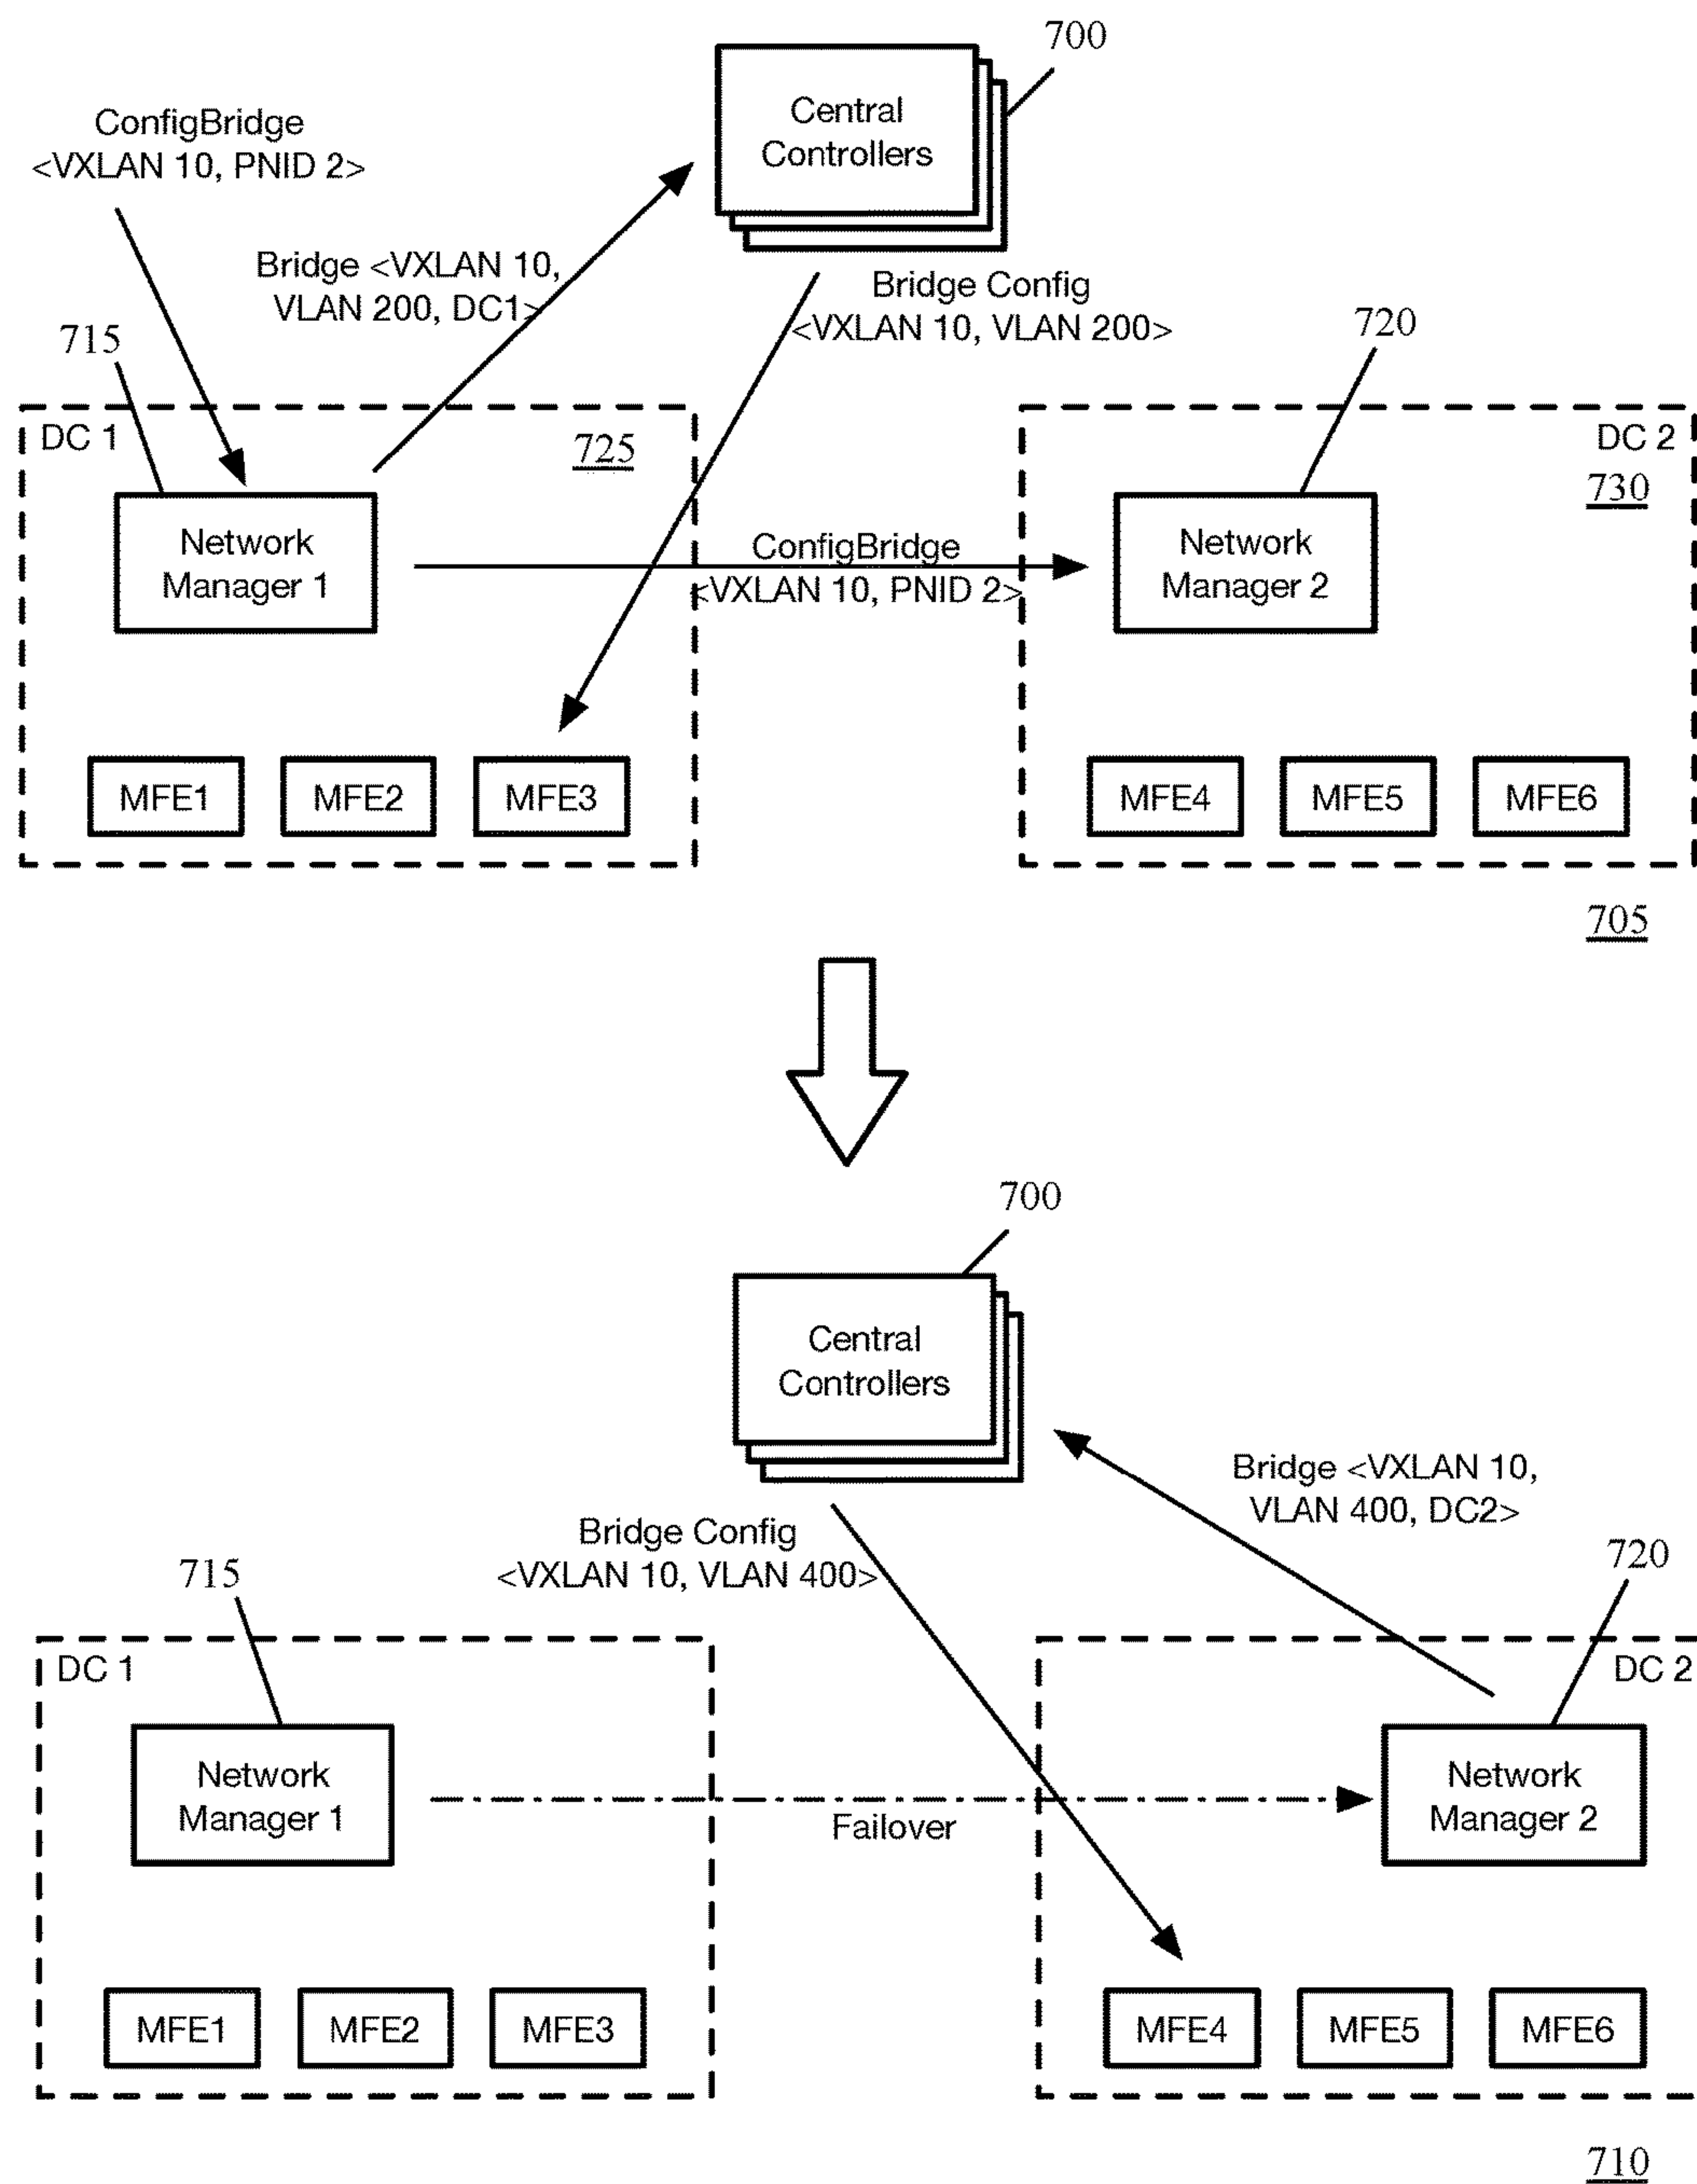 700
Central
Controllers
ConfigBridge
<VXLAN 10, PNID 2>
Bridge <VXLAN 10,
VLAN 200, DC1>
Bridge Config
<VXLAN 10, VLAN 200>
715
720
DC 1
725
DC 2
730
Network
Manager 1
ConfigBridge
<VXLAN 10, PNID 2>
Network
Manager 2
MFE1
MFE2
MFE3
MFE4
MFE5
MFE6
705
700
Central
Controllers
Bridge <VXLAN 10,
VLAN 400, DC2>
Bridge Config
<VXLAN 10, VLAN 400>
715
720
DC 1
DC 2
Network
Manager 1
Failover
Network
Manager 2
MFE1
MFE2
MFE3
MFE4
MFE5
MFE6
710